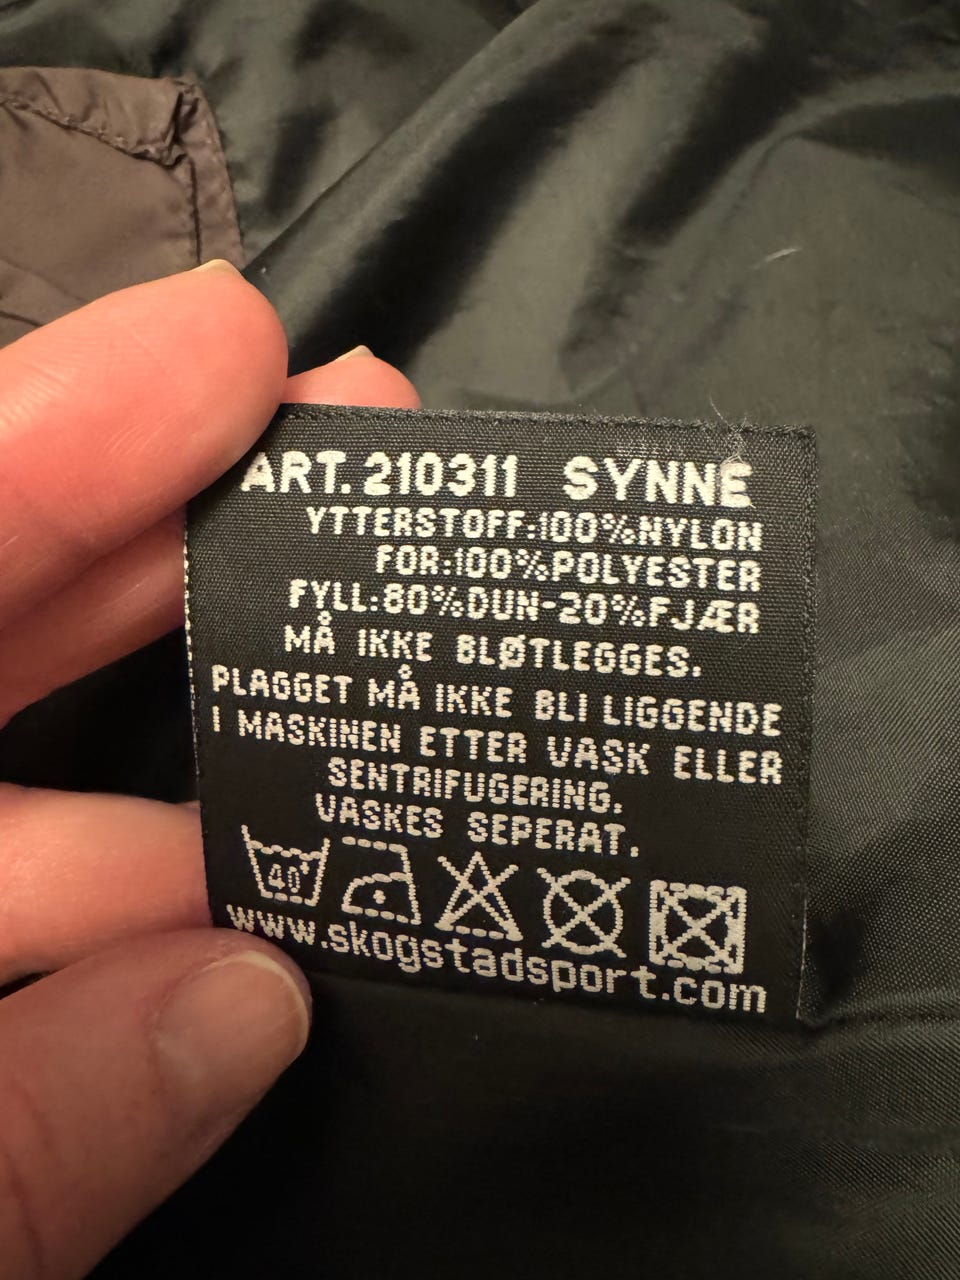 ART. 210311 SYNNE
YTTERSTOFF:100%NYLON
FOR:100%POLYESTER
FYLL:80%DUN-20%FJÆR
MÅ IKKE BLØTLEGGES.
PLAGGET MÅ IKKE BLI LIGGENDE
I MASKINEN ETTER VASK ELLER
SENTRIFUGERING.
VASKES SEPERAT.
40°
www.skogstadsport.com